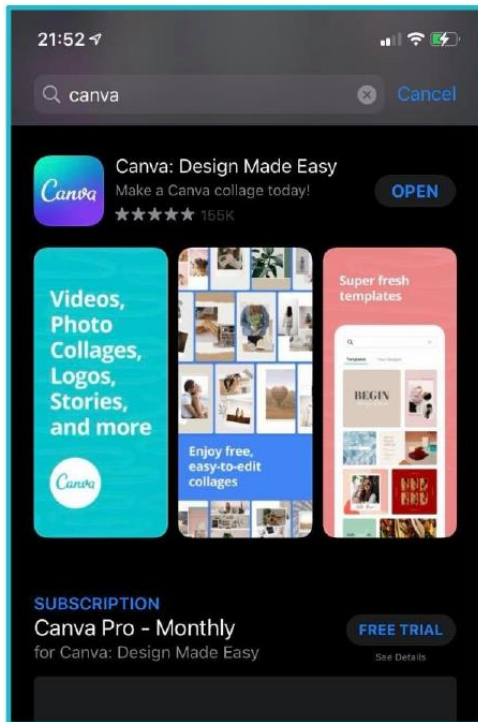 21:52
canva
Cancel
Canva
Canva: Design Made Easy
Make a Canva collage today!
OPEN
155K
Videos,
Photo
Collages,
Logos,
Stories,
and more
Canva
Enjoy free,
easy-to-edit
collages
Super fresh
templates
Templates
BEGIN
SUBSCRIPTION
Canva Pro - Monthly
for Canva: Design Made Easy
FREE TRIAL
See Details